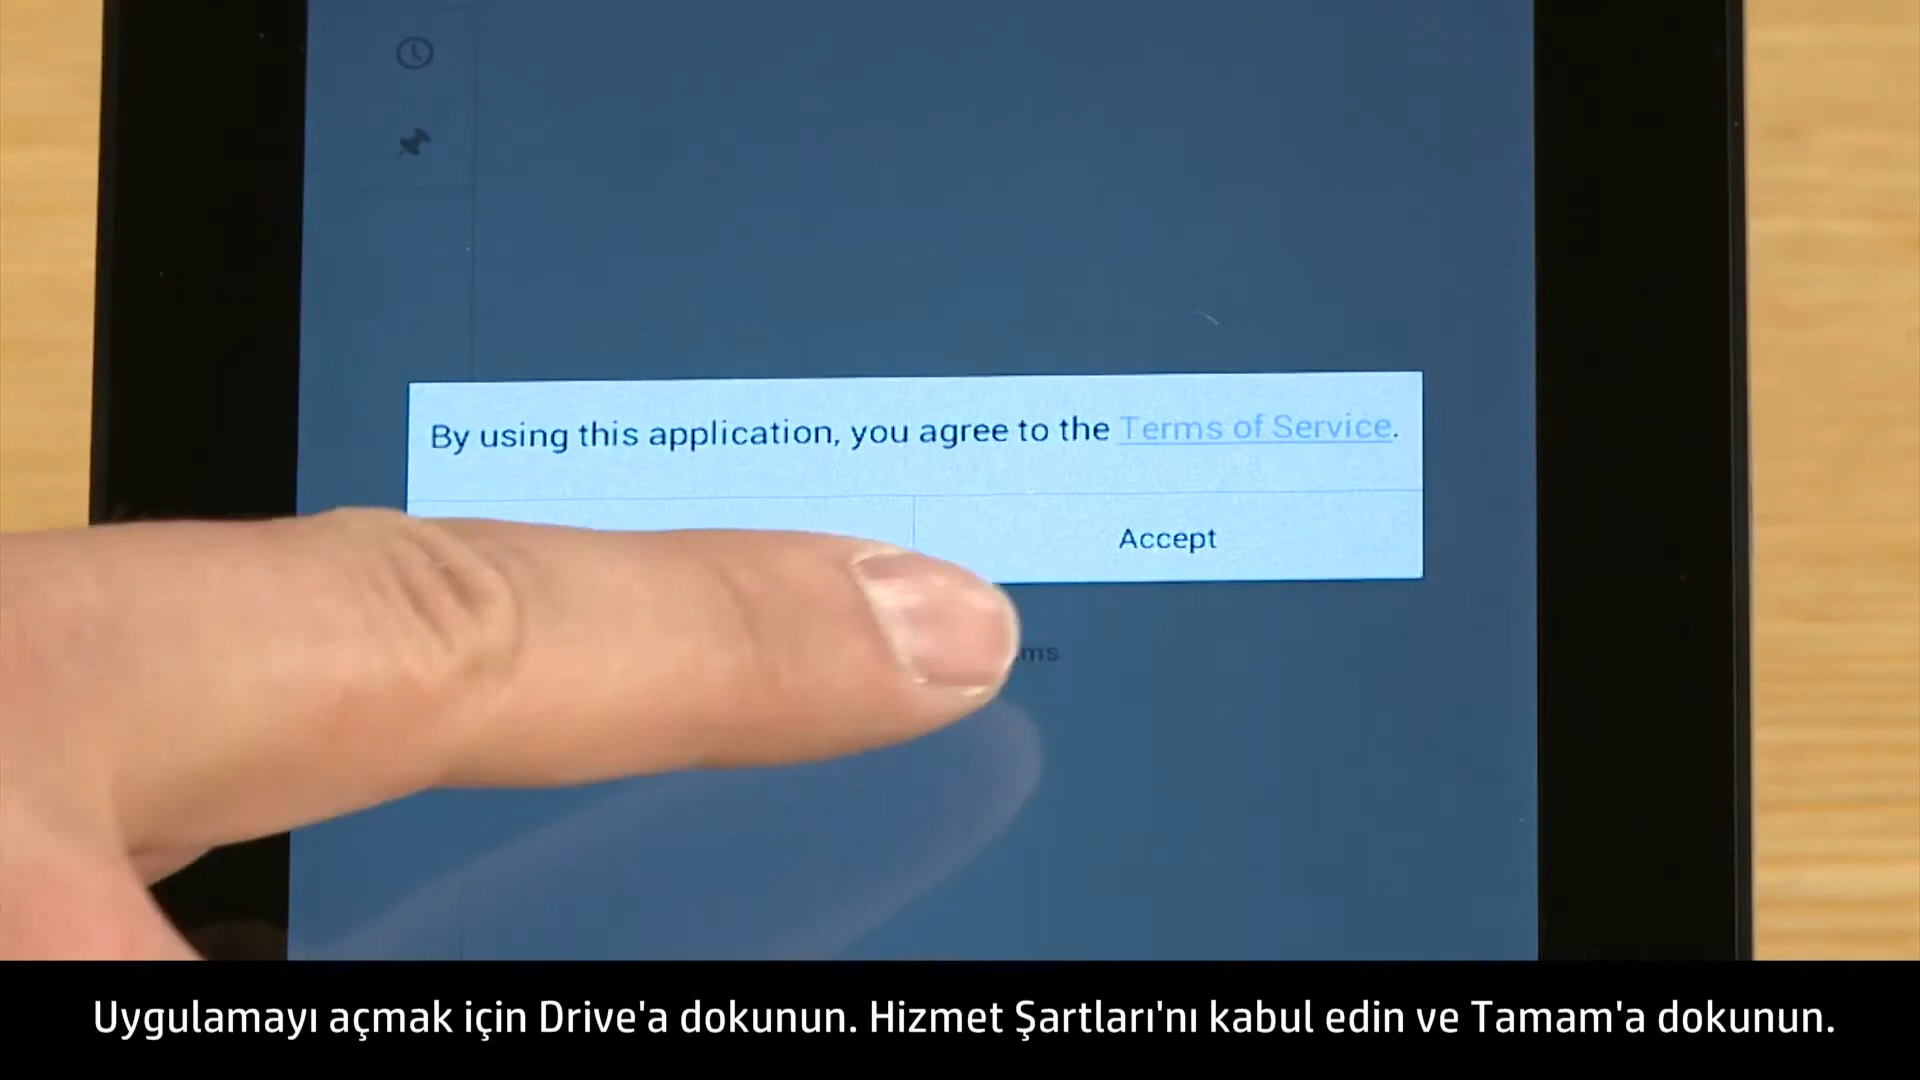 By using this application, you agree to the Terms of Service.
Accept
Uygulamayı açmak için Drive'a dokunun. Hizmet Şartları'nı kabul edin ve Tamam'a dokunun.